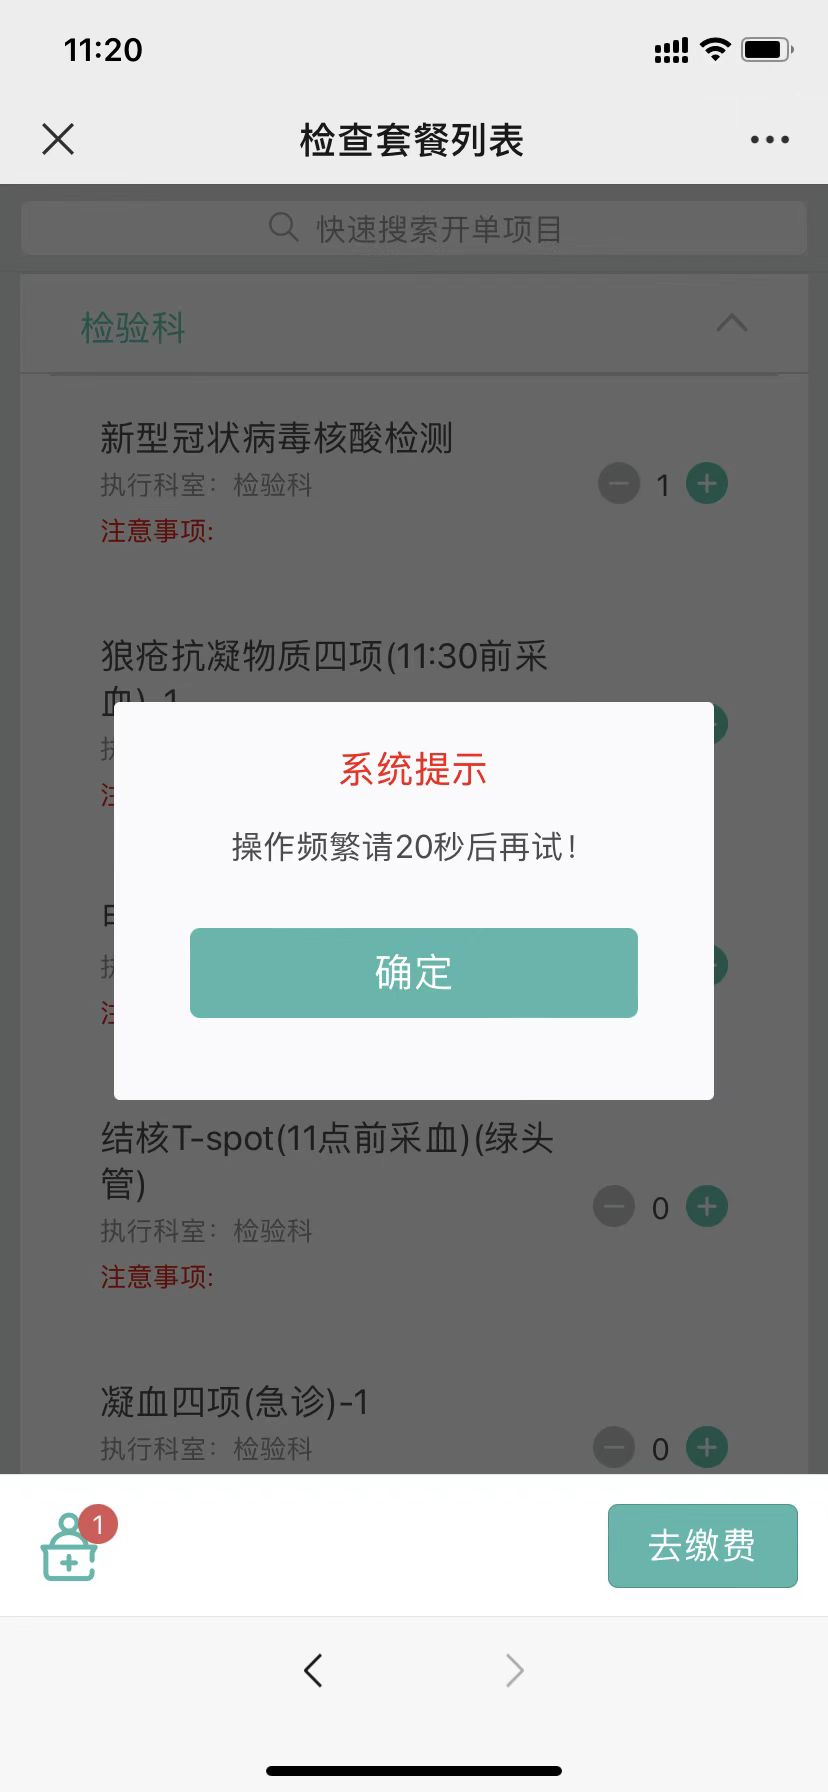 11:20
检查套餐列表
快速搜索开单项目
检验科
新型冠状病毒核酸检测
执行科室：检验科
1
注意事项:
狼疮抗凝物质四项(11:30前采
血)-1
系统提示
操作频繁请20秒后再试！
确定
结核T-spot(11点前采血)(绿头
管)
执行科室：检验科
0
注意事项:
凝血四项(急诊)-1
执行科室：检验科
0
1
去缴费